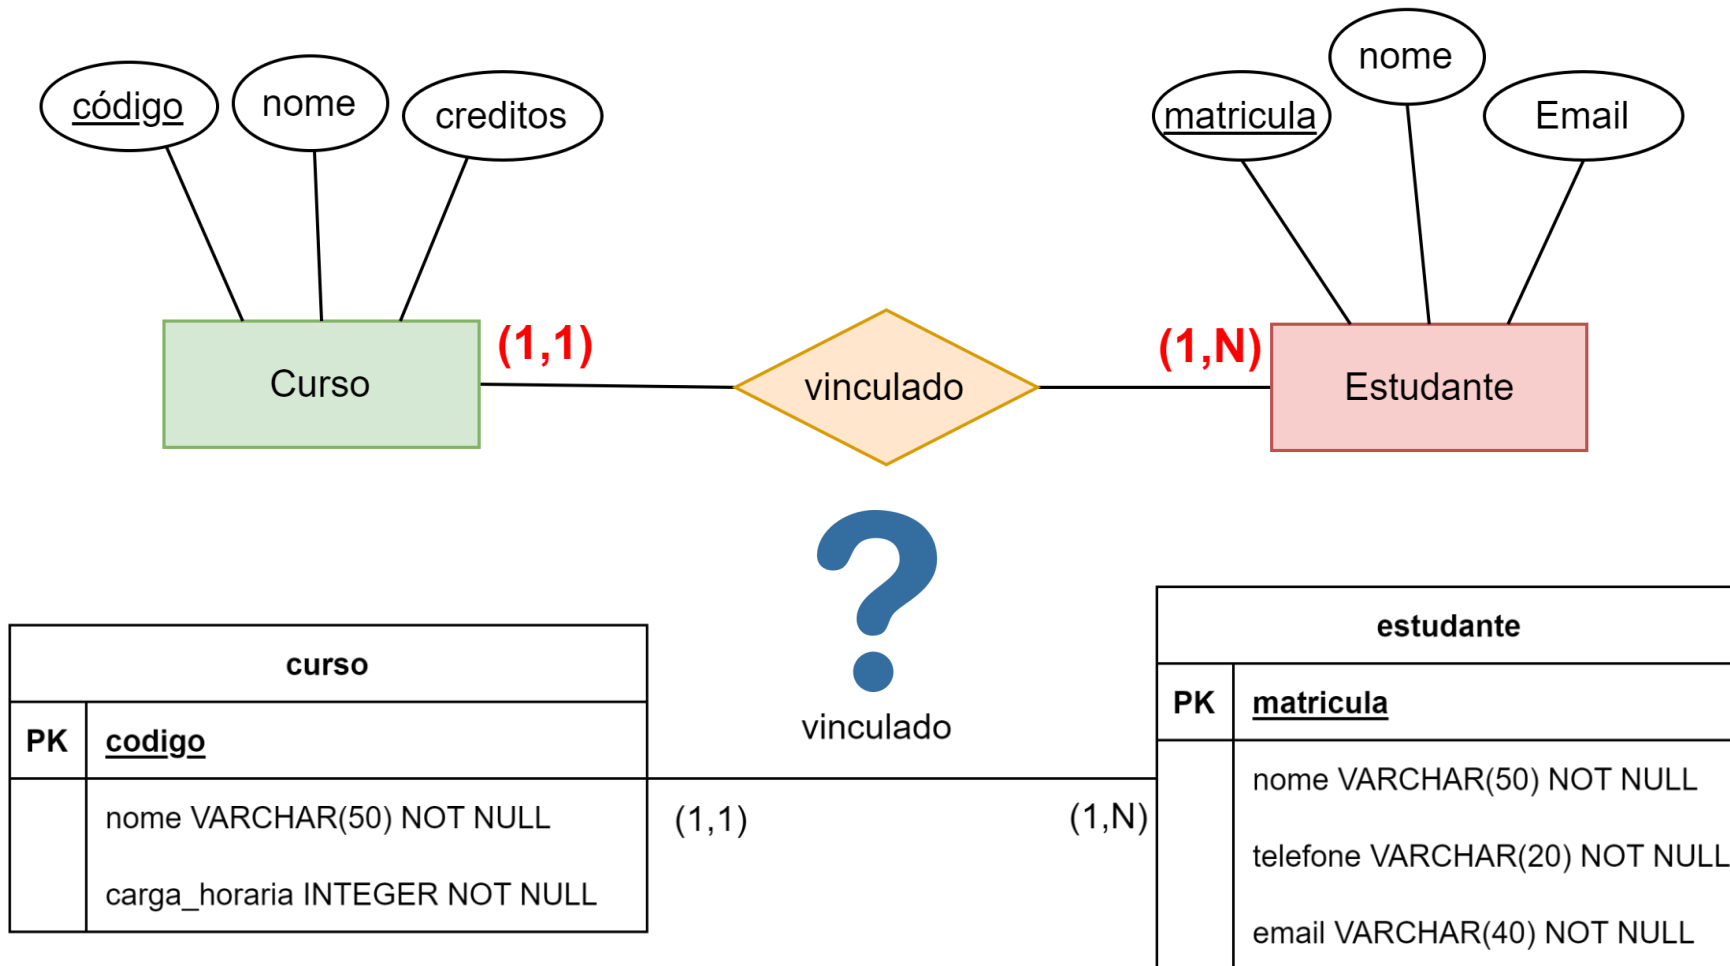 código
nome
creditos
matricula
nome
Email
Curso
(1,1)
vinculado
(1,N)
Estudante
?
vinculado
curso
PK codigo
nome VARCHAR(50) NOT NULL
carga_horaria INTEGER NOT NULL
(1,1)
(1,N)
estudante
PK matricula
nome VARCHAR(50) NOT NULL
telefone VARCHAR(20) NOT NULL
email VARCHAR(40) NOT NULL